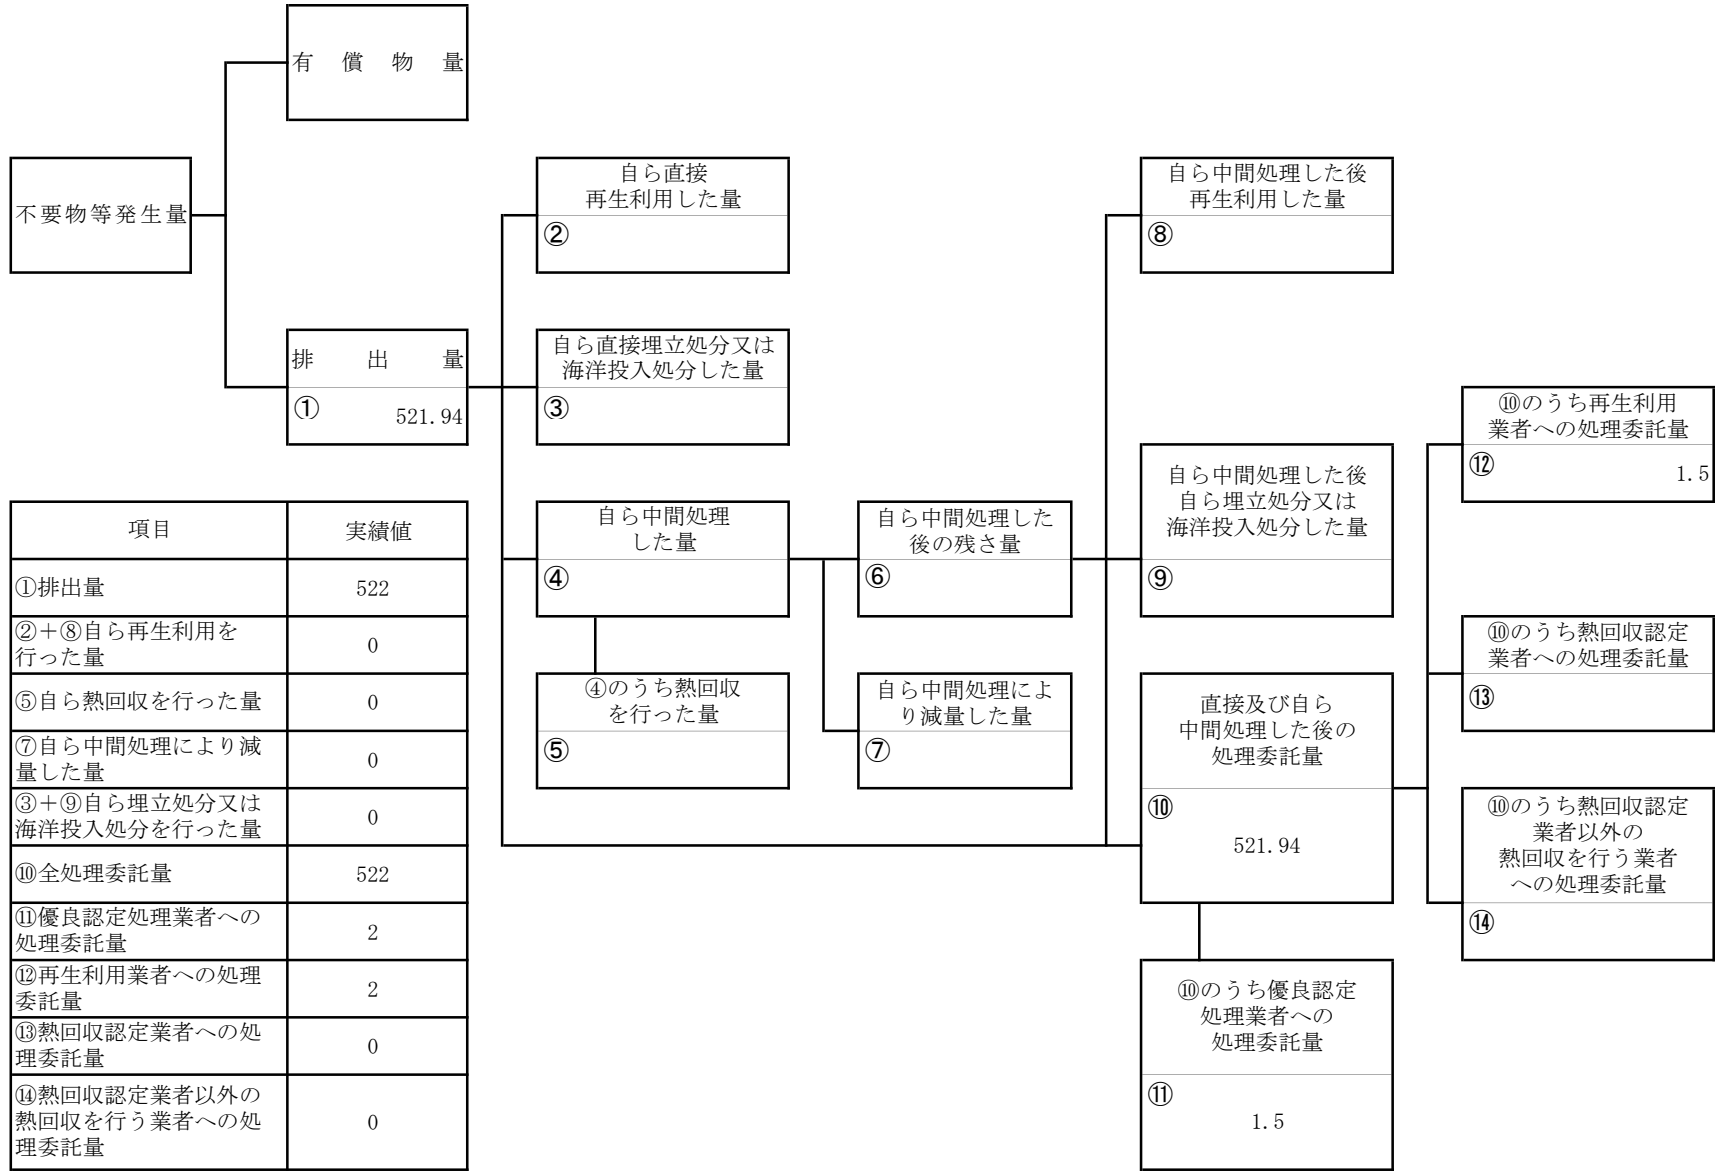 有償物量
不要物等発生量
排出量
①
521.94
自ら直接
再生利用した量
②
自ら直接埋立処分又は
海洋投入処分した量
③
自ら中間処理
した量
④
④のうち熱回収
を行った量
⑤
自ら中間処理した
後の残さ量
⑥
自ら中間処理によ
り減量した量
⑦
自ら中間処理した後
再生利用した量
⑧
自ら中間処理した後
自ら埋立処分又は
海洋投入処分した量
⑨
直接及び自ら
中間処理した後の
処理委託量
⑩
521.94
⑩のうち優良認定
処理業者への
処理委託量
⑪
1.5
⑩のうち再生利用
業者への処理委託量
⑫
1.5
⑩のうち熱回収認定
業者への処理委託量
⑬
⑩のうち熱回収認定
業者以外の
熱回収を行う業者
への処理委託量
⑭
項目 実績値
①排出量 522
②+⑧自ら再生利用を
行った量 0
⑤自ら熱回収を行った量 0
⑦自ら中間処理により減
量した量 0
③+⑨自ら埋立処分又は
海洋投入処分を行った量 0
⑩全処理委託量 522
⑪優良認定処理業者への
処理委託量 2
⑫再生利用業者への処理
委託量 2
⑬熱回収認定業者への処
理委託量 0
⑭熱回収認定業者以外の
熱回収を行う業者への処
理委託量 0